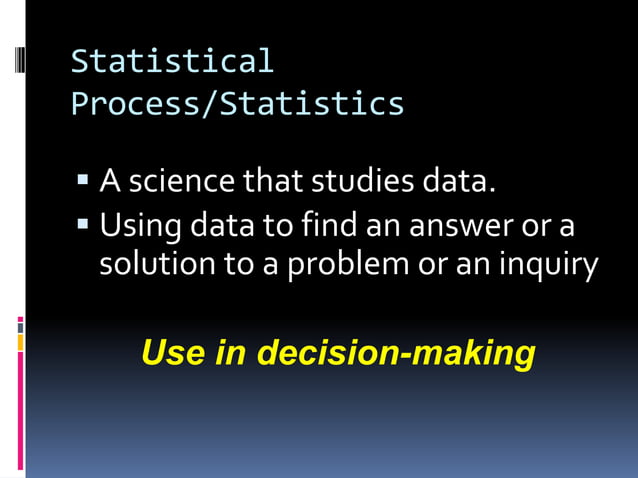 Statistical
Process/Statistics
▪ A science that studies data.
▪ Using data to find an answer or a
solution to a problem or an inquiry
Use in decision-making